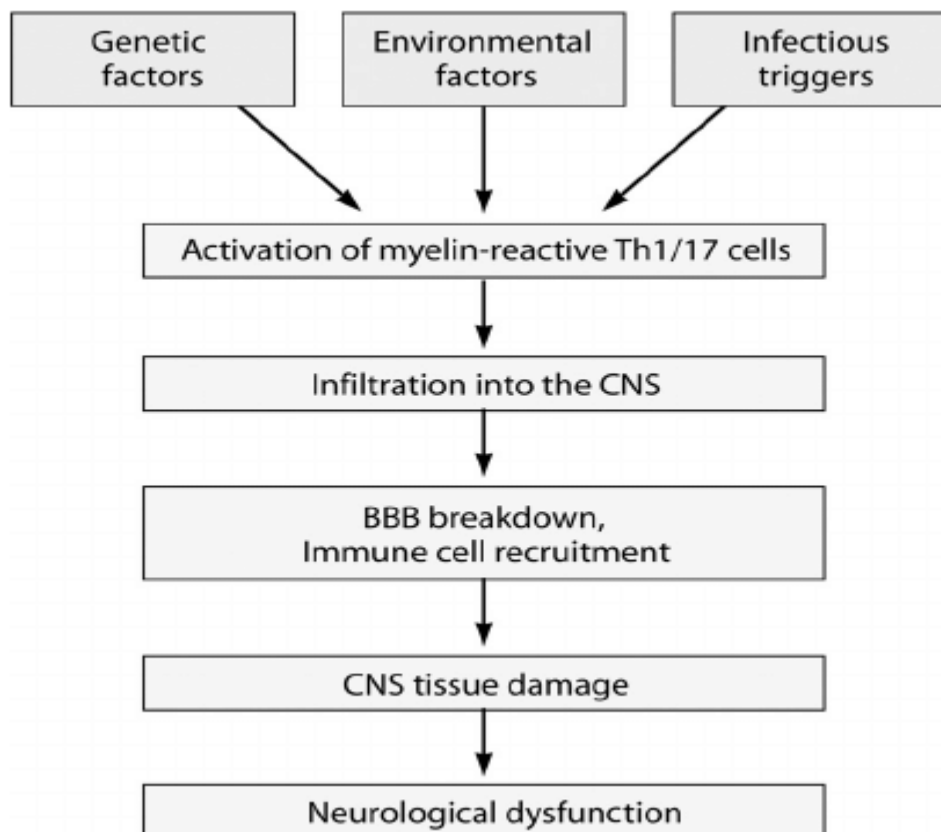 Genetic
factors
Environmental
factors
Infectious
triggers
Activation of myelin-reactive Th1/17 cells
Infiltration into the CNS
BBB breakdown,
Immune cell recruitment
CNS tissue damage
Neurological dysfunction